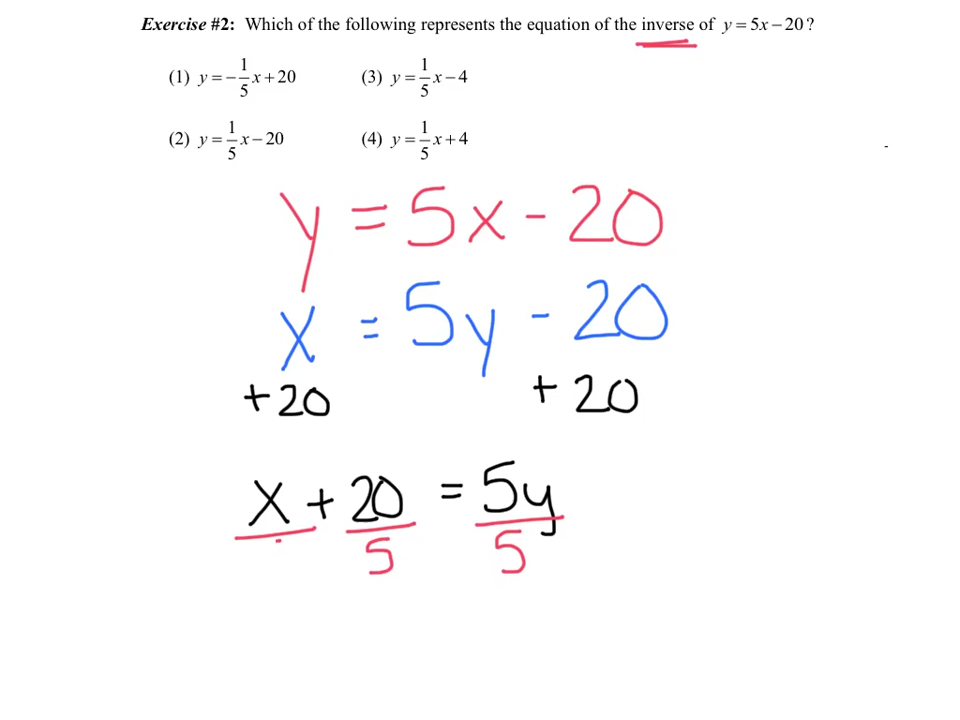 Exercise #2: Which of the following represents the equation of the inverse of y = 5x − 20 ?
(1) y = −1/5 x + 20 (3) y = 1/5 x − 4
(2) y = 1/5 x − 20 (4) y = 1/5 x + 4
y = 5x - 20
x = 5y - 20
+20 + 20
x + 20 = 5y
5 5